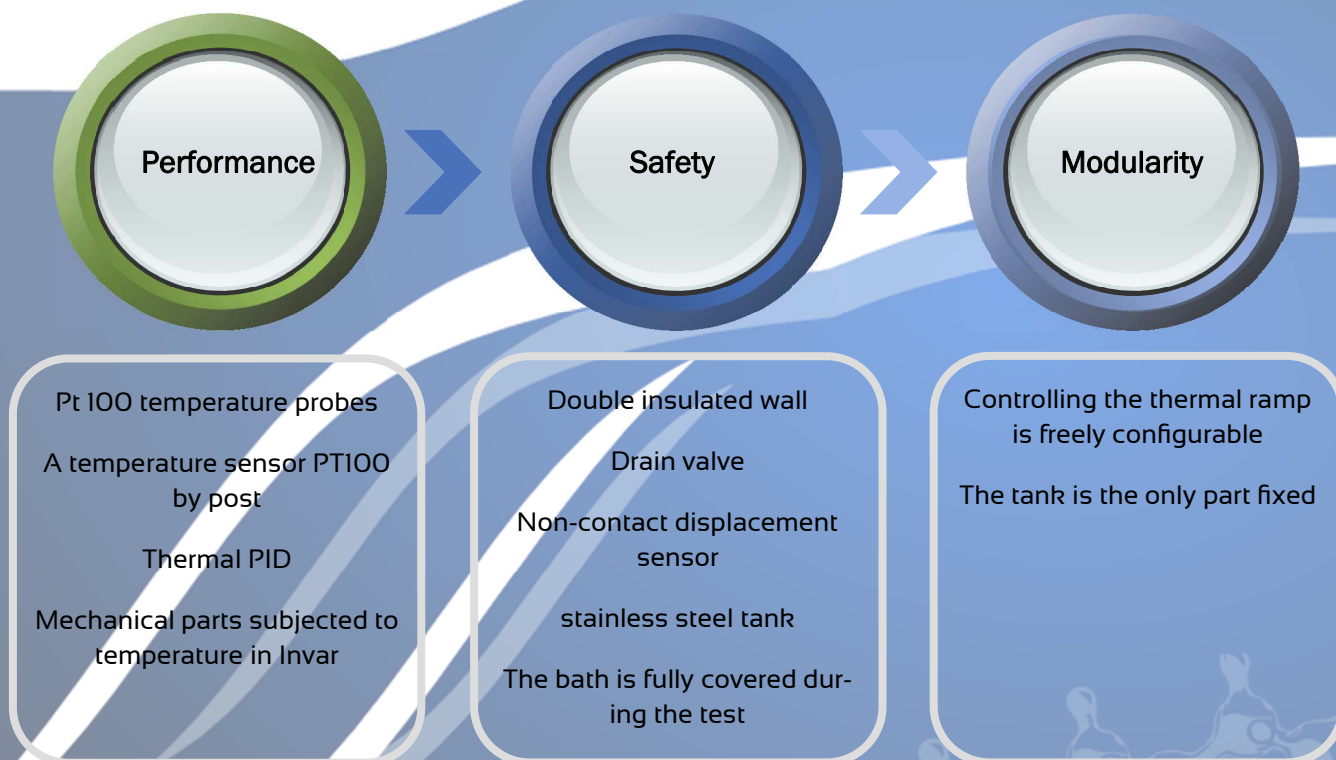 Performance
Safety
Modularity
Pt 100 temperature probes
A temperature sensor PT100
by post
Thermal PID
Mechanical parts subjected to
temperature in Invar
Double insulated wall
Drain valve
Non-contact displacement
sensor
stainless steel tank
The bath is fully covered dur-
ing the test
Controlling the thermal ramp
is freely configurable
The tank is the only part fixed